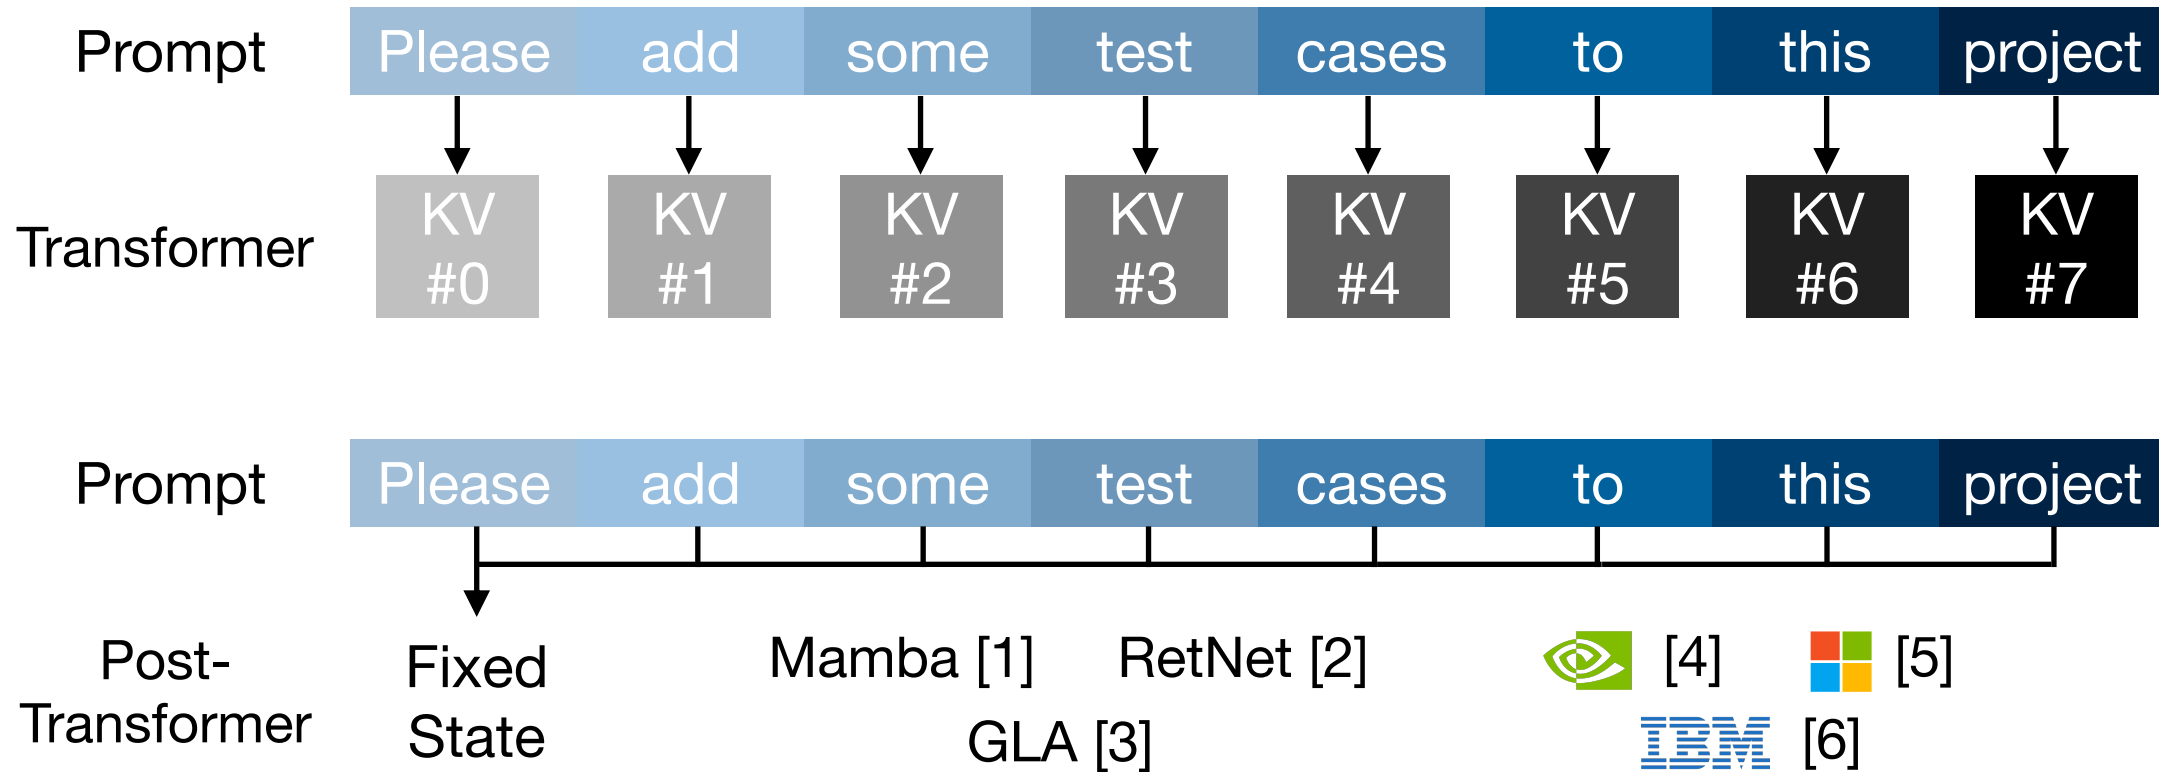 Prompt Please add some test cases to this project
Transformer
KV KV KV KV KV KV KV KV
#0 #1 #2 #3 #4 #5 #6 #7
Prompt Please add some test cases to this project
Post-
Transformer
Fixed
State
Mamba [1] RetNet [2]
GLA [3]
[4] [5]
IBM [6]